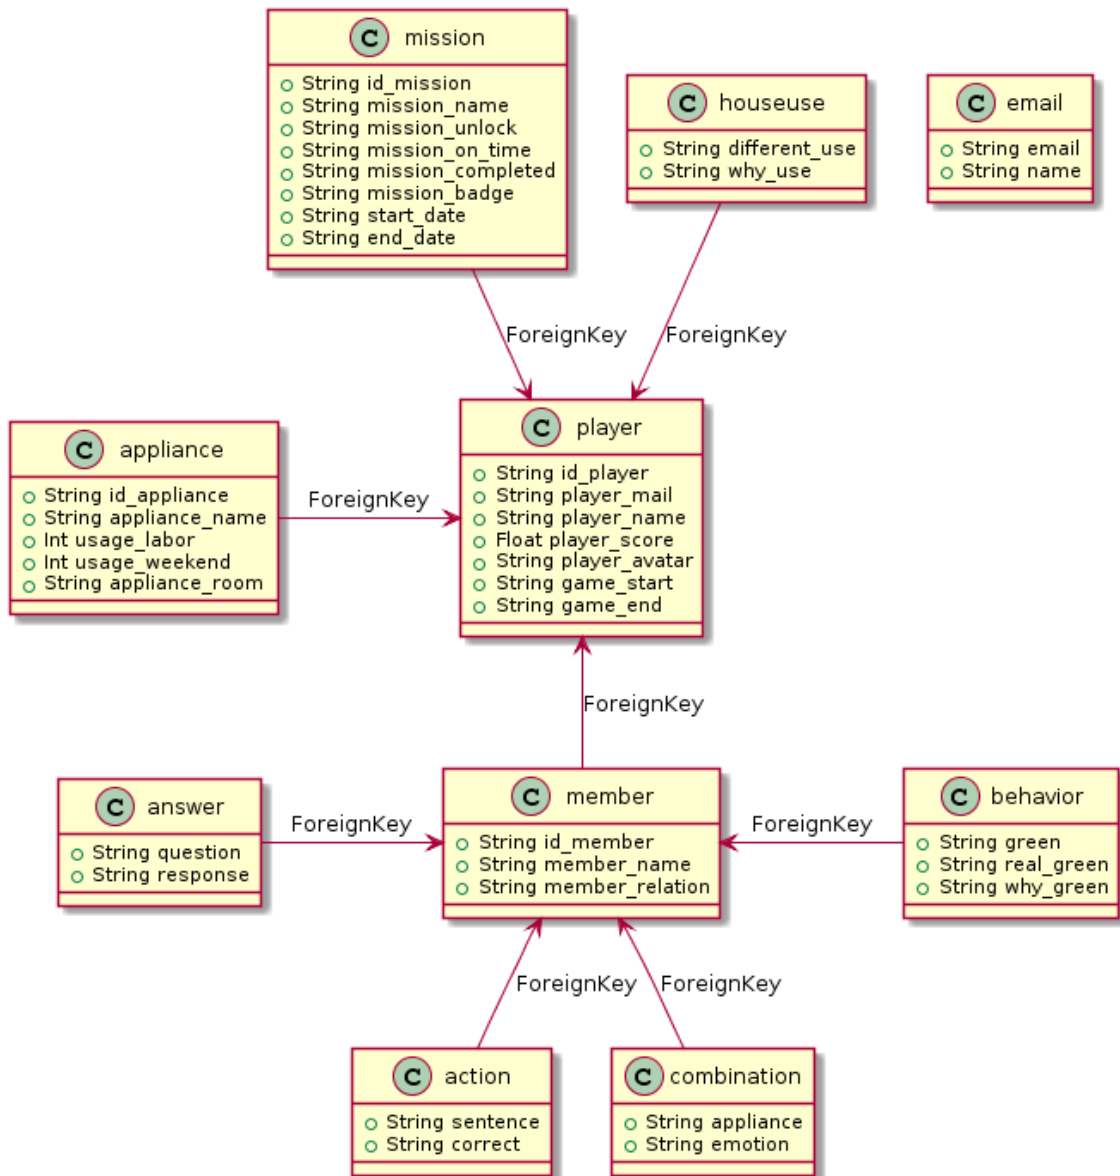 C mission
String id_mission
String mission_name
String mission_unlock
String mission_on_time
String mission_completed
String mission_badge
String start_date
String end_date
C houseuse
String different_use
String why_use
C email
String email
String name
ForeignKey
ForeignKey
C appliance
String id_appliance
String appliance_name
Int usage_labor
Int usage_weekend
String appliance_room
ForeignKey
C player
String id_player
String player_mail
String player_name
Float player_score
String player_avatar
String game_start
String game_end
ForeignKey
C answer
String question
String response
ForeignKey
C member
String id_member
String member_name
String member_relation
ForeignKey
C behavior
String green
String real_green
String why_green
ForeignKey
ForeignKey
C action
String sentence
String correct
C combination
String appliance
String emotion